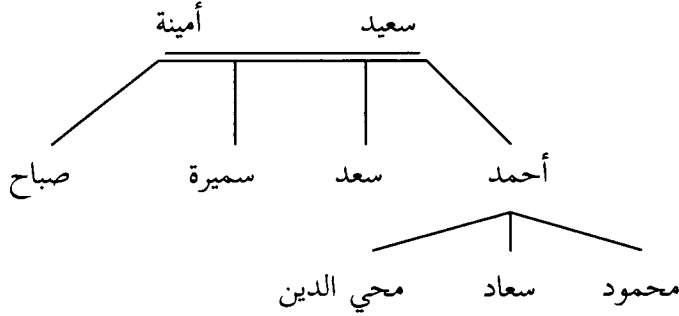 سعيد أمينة
أحمد سعد سميرة صباح
محمود سعاد محي الدين